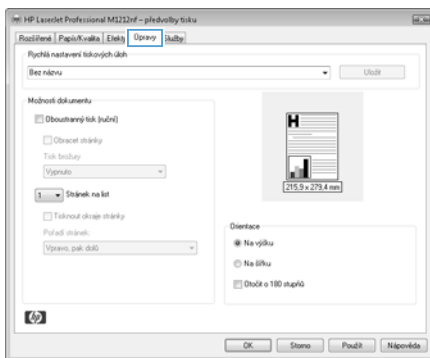 HP LaserJet Professional M1212nf – předvolby tisku
Rozšířené Papír/Kvalita Efekty Úpravy Služby
Rychlá nastavení tiskových úloh
Bez názvu Uložit
Možnosti dokumentu
Oboustranný tisk (ruční)
Obracet stránky
Tisk brožury
Vypnuto
1 Stránek na list
Tisknout okraje stránky
Pořadí stránek:
Vpravo, pak dolů
H
215,9 x 279,4 mm
Orientace
Na výšku
Na šířku
Otočit o 180 stupňů
hp
OK Storno Použít Nápověda